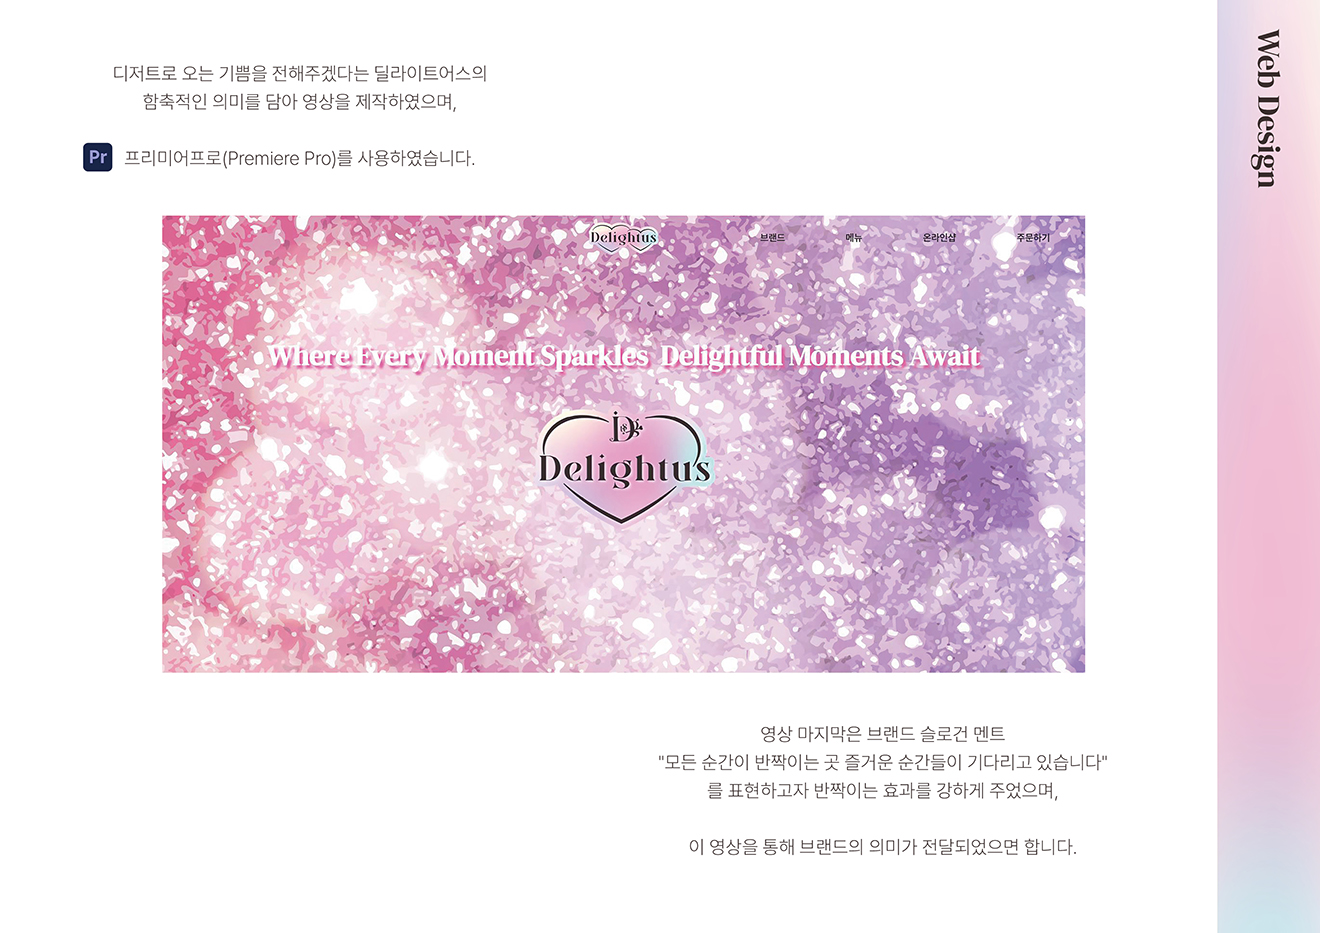 Web Design
디저트로 오는 기쁨을 전해주겠다는 딜라이트어스의
함축적인 의미를 담아 영상을 제작하였으며,
Pr 프리미어프로(Premiere Pro)를 사용하였습니다.
Delightus 브랜드 메뉴 온라인샵 주문하기
Where Every Moment Sparkles Delightful Moments Await
Delightus
영상 마지막은 브랜드 슬로건 멘트
"모든 순간이 반짝이는 곳 즐거운 순간들이 기다리고 있습니다"
를 표현하고자 반짝이는 효과를 강하게 주었으며,
이 영상을 통해 브랜드의 의미가 전달되었으면 합니다.